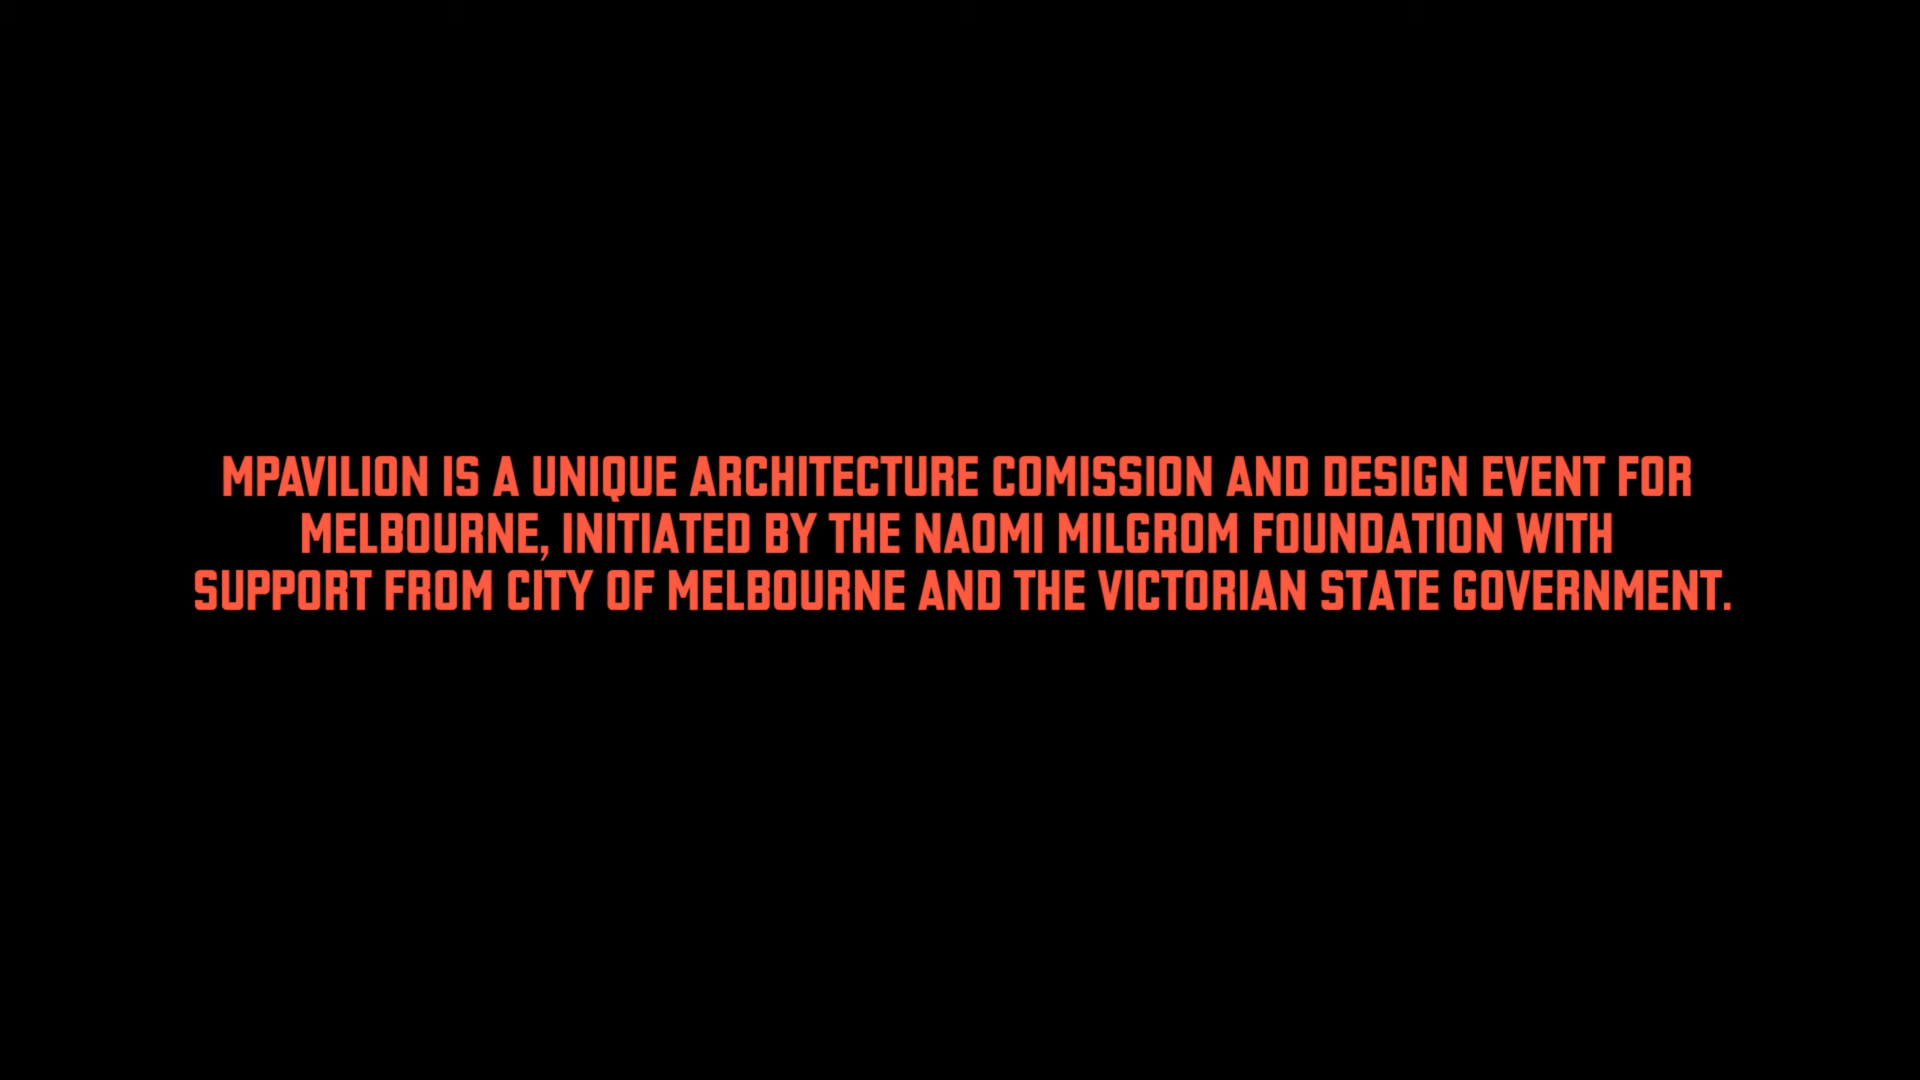 MPAVILION IS A UNIQUE ARCHITECTURE COMISSION AND DESIGN EVENT FOR
MELBOURNE, INITIATED BY THE NAOMI MILGROM FOUNDATION WITH
SUPPORT FROM CITY OF MELBOURNE AND THE VICTORIAN STATE GOVERNMENT.